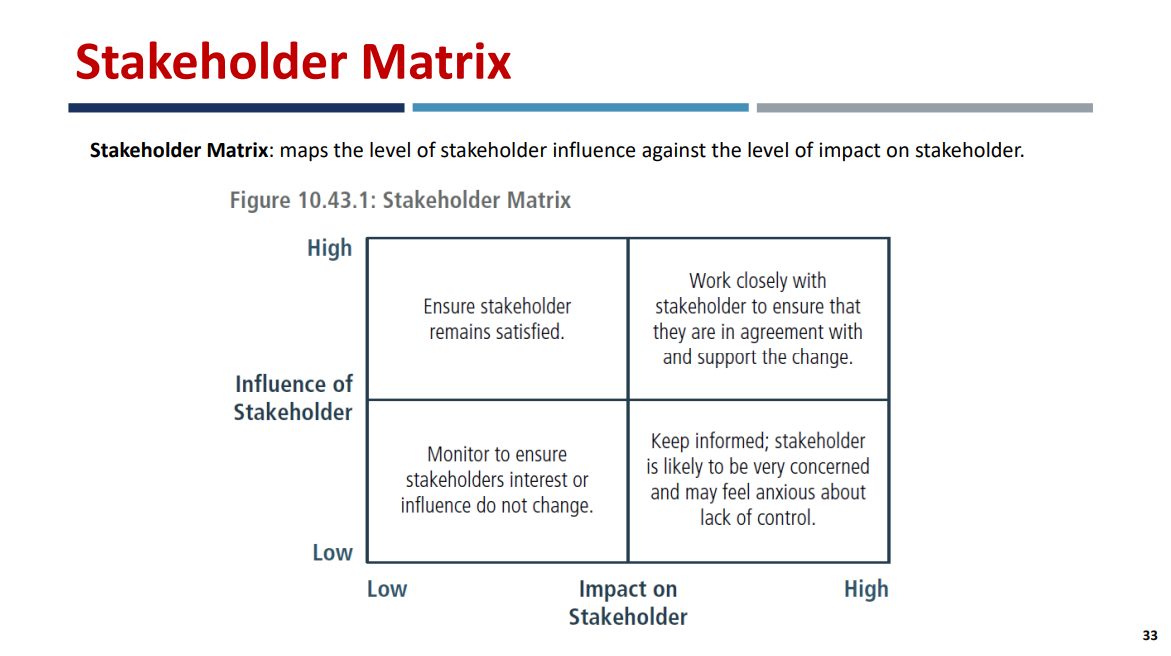 Stakeholder Matrix
Stakeholder Matrix: maps the level of stakeholder influence against the level of impact on stakeholder.
Figure 10.43.1: Stakeholder Matrix
High
Ensure stakeholder
remains satisfied.
Work closely with
stakeholder to ensure that
they are in agreement with
and support the change.
Influence of
Stakeholder
Monitor to ensure
stakeholders interest or
influence do not change.
Keep informed; stakeholder
is likely to be very concerned
and may feel anxious about
lack of control.
Low
Low
Impact on
Stakeholder
High
33